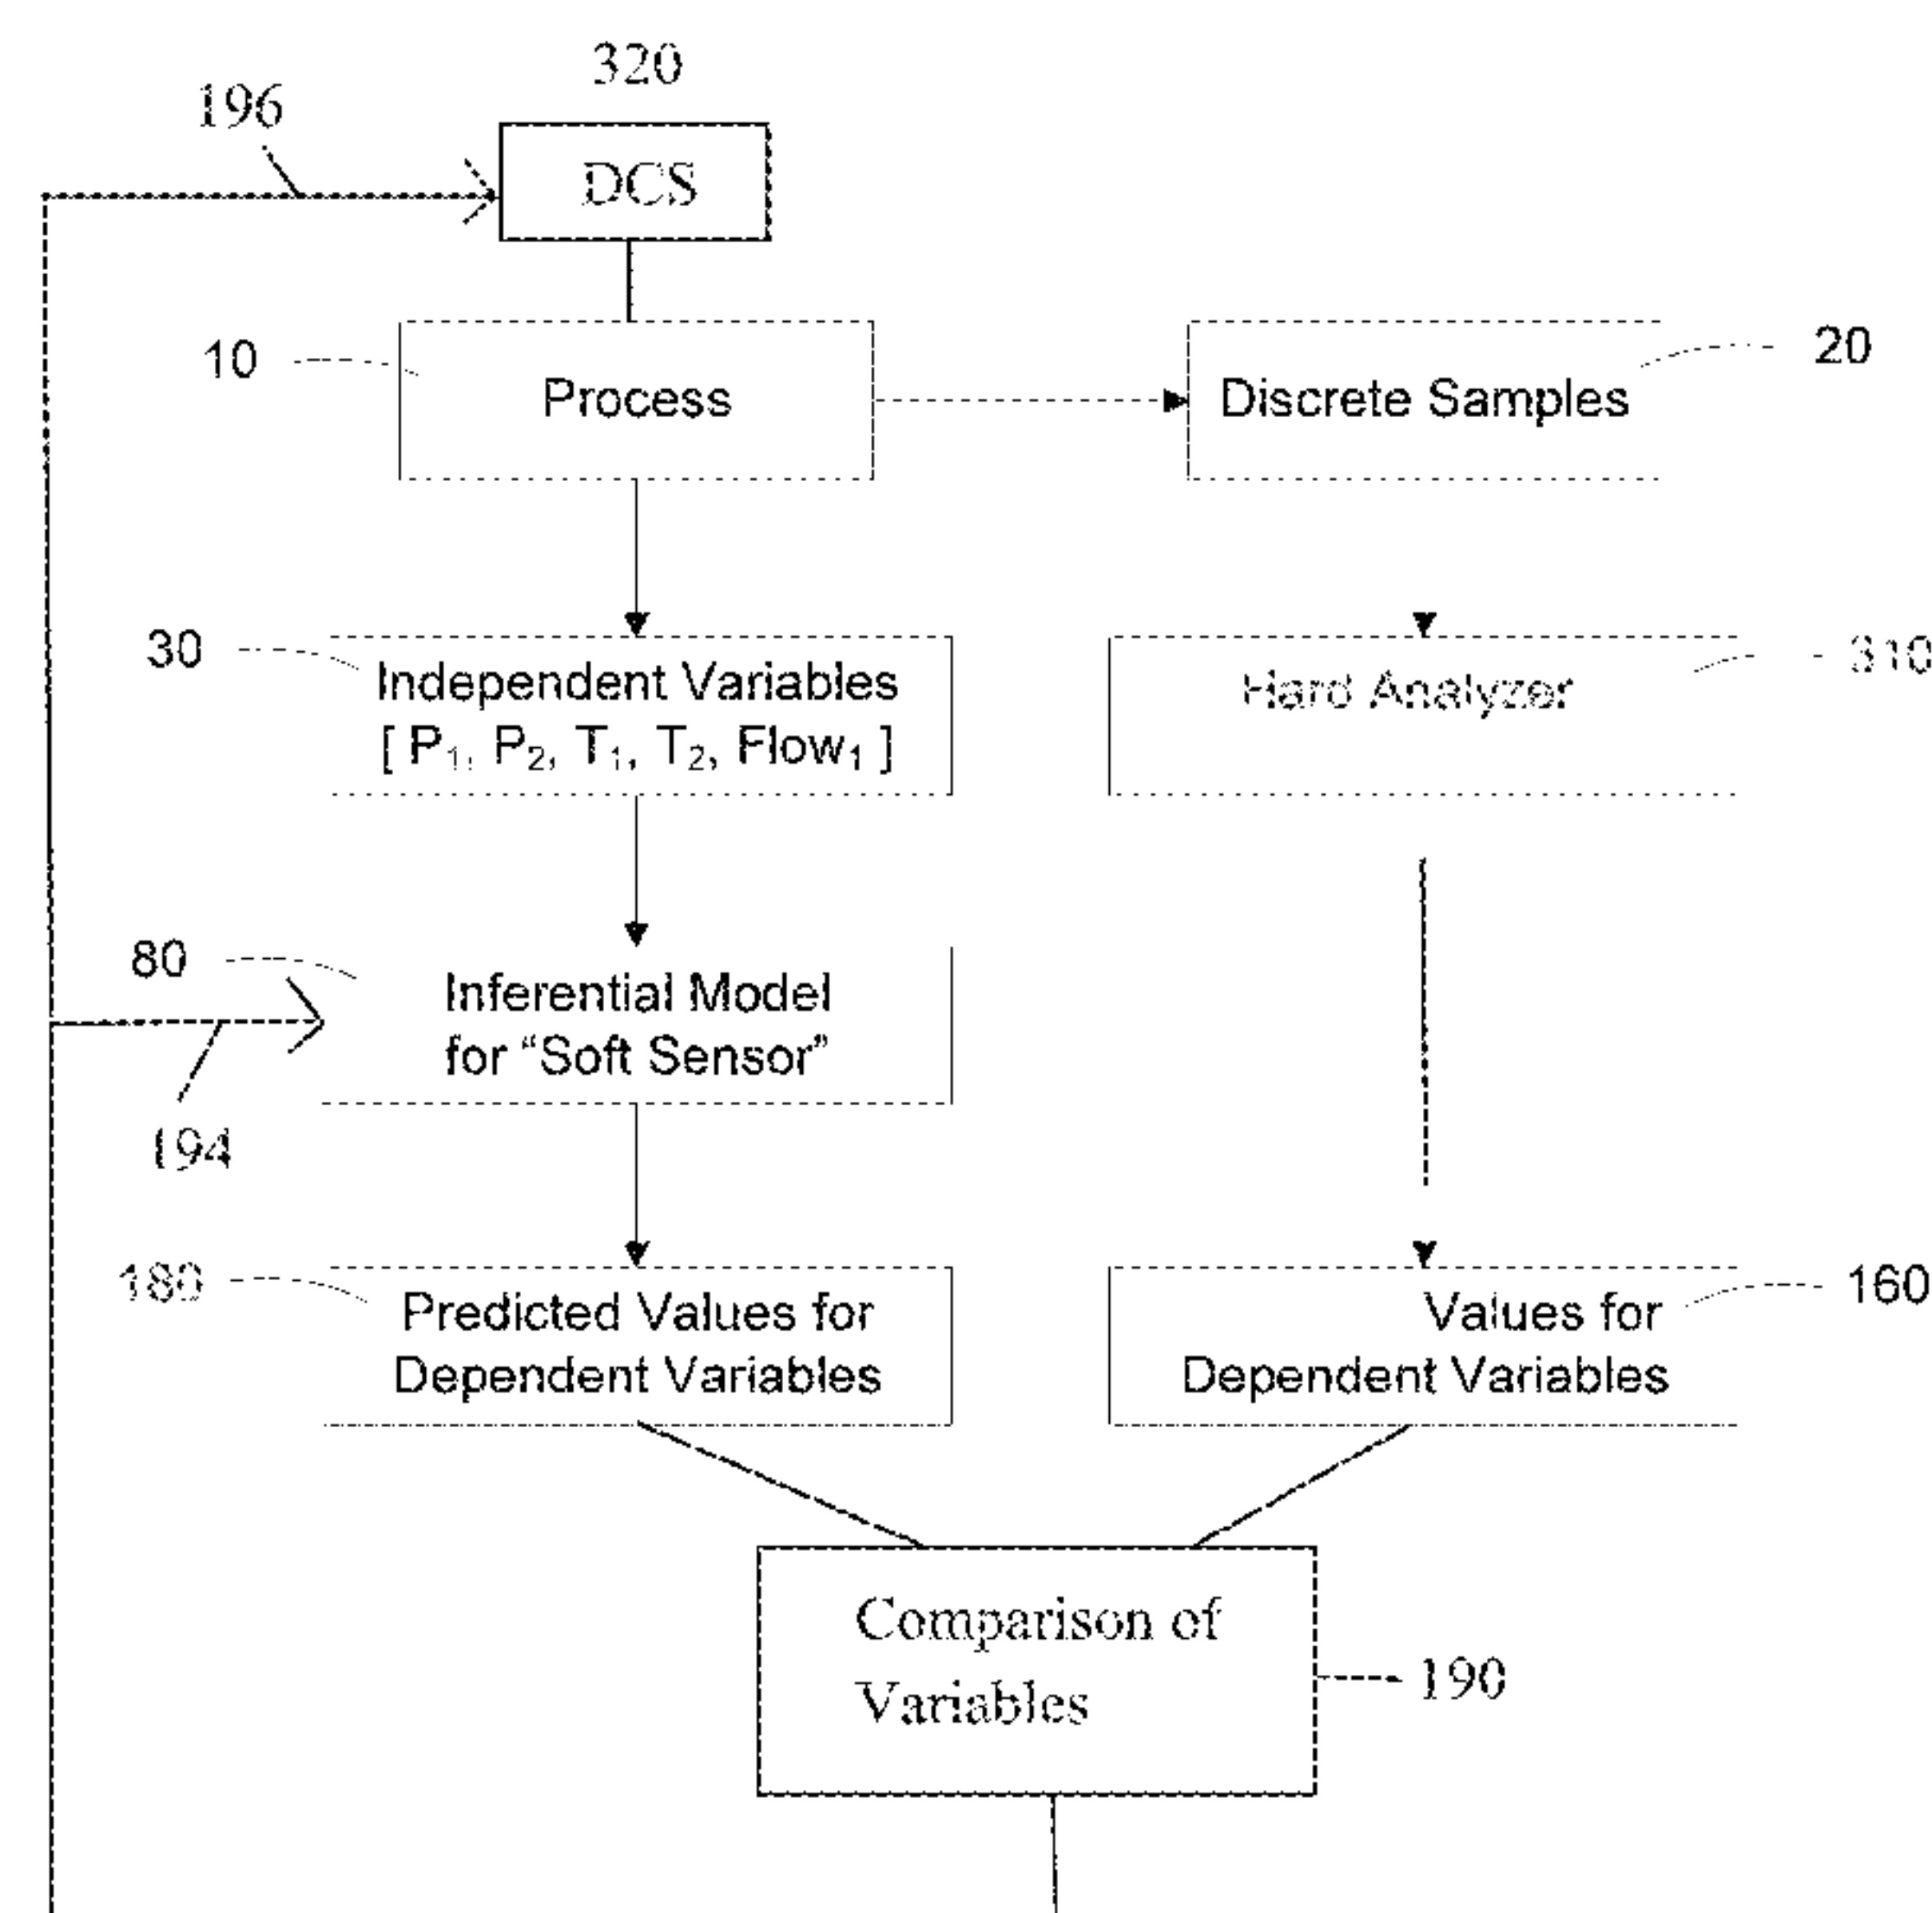 320
196
DCS
10
Process
Discrete Samples
20
30
Independent Variables
[ P₁, P₂, T₁, T₂, Flow₁ ]
Hard Analyzer
310
80
Inferential Model
for “Soft Sensor”
194
180
Predicted Values for
Dependent Variables
Values for
Dependent Variables
160
Comparison of
Variables
190